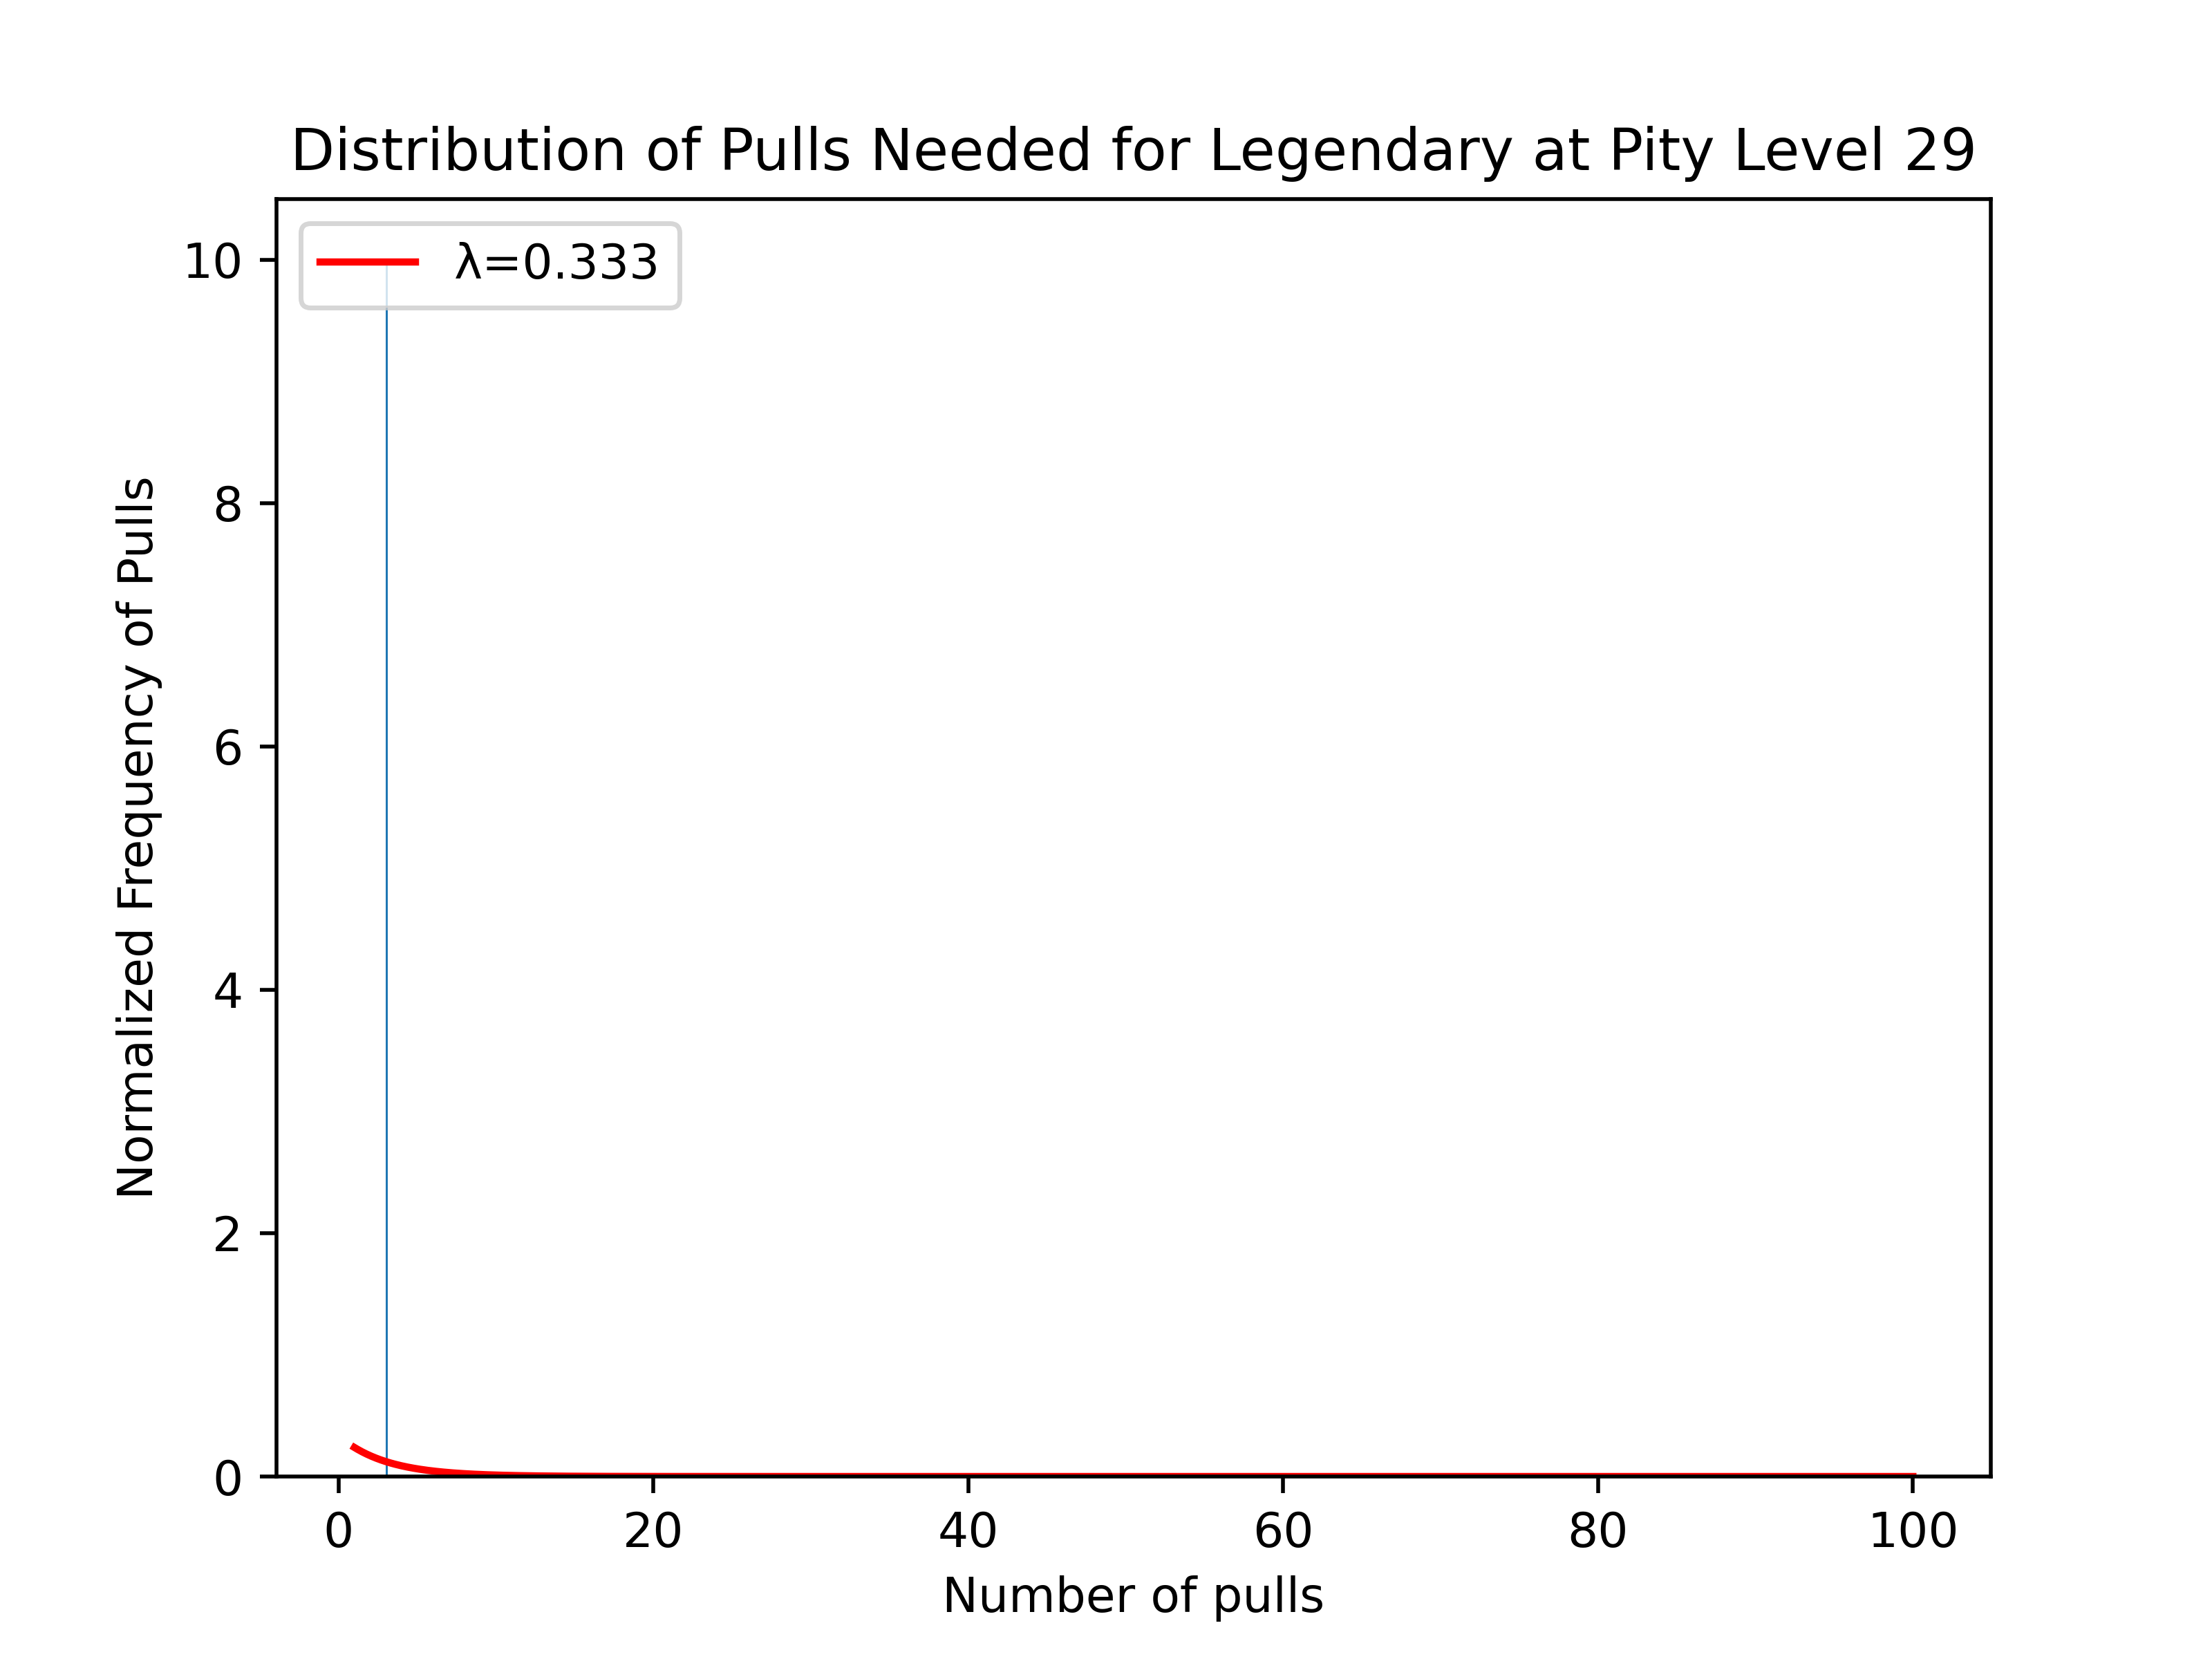 Distribution of Pulls Needed for Legendary at Pity Level 29
λ=0.333
Normalized Frequency of Pulls
10
8
6
4
2
0
0 20 40 60 80 100
Number of pulls